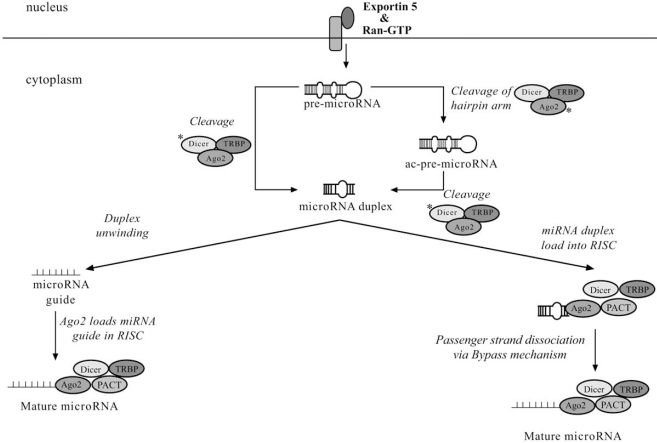 nucleus
Exportin 5
&
Ran-GTP
cytoplasm
pre-microRNA
Cleavage of
hairpin arm
Dicer
TRBP
Ago2
*
Cleavage
*
Dicer
TRBP
Ago2
ac-pre-microRNA
microRNA duplex
Cleavage
*
Dicer
TRBP
Ago2
Duplex
unwinding
miRNA duplex
load into RISC
microRNA
guide
Dicer
TRBP
Ago2
PACT
Ago2 loads miRNA
guide in RISC
Passenger strand dissociation
via Bypass mechanism
Dicer
TRBP
Ago2
PACT
Mature microRNA
Dicer
TRBP
Ago2
PACT
Mature microRNA